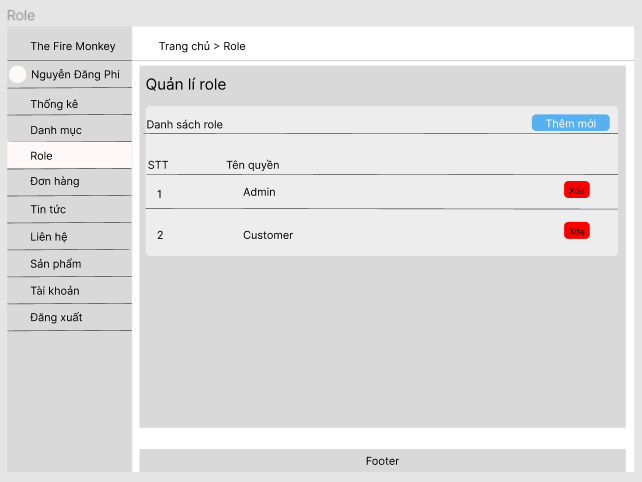 Role
The Fire Monkey
Trang chủ > Role
Nguyễn Đăng Phi
Thống kê
Danh mục
Role
Đơn hàng
Tin tức
Liên hệ
Sản phẩm
Tài khoản
Đăng xuất
Quản lí role
Danh sách role
Thêm mới
STT Tên quyền
1 Admin Xóa
2 Customer Xóa
Footer